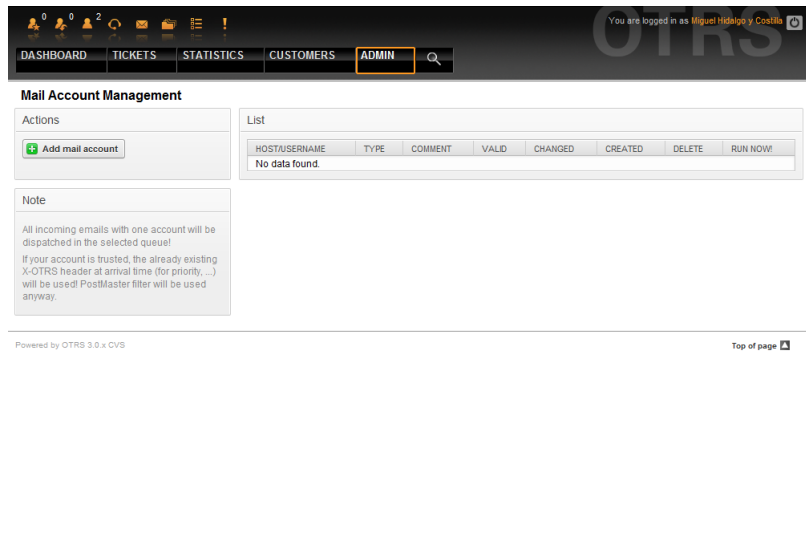 0 0 2
You are logged in as Miguel Hidalgo y Costilla
OTRS
DASHBOARD TICKETS STATISTICS CUSTOMERS ADMIN
Mail Account Management
Actions
Add mail account
List
HOST/USERNAME TYPE COMMENT VALID CHANGED CREATED DELETE RUN NOW!
No data found.
Note
All incoming emails with one account will be
dispatched in the selected queue!
If your account is trusted, the already existing
X-OTRS header at arrival time (for priority, ...)
will be used! PostMaster filter will be used
anyway.
Powered by OTRS 3.0.x CVS
Top of page